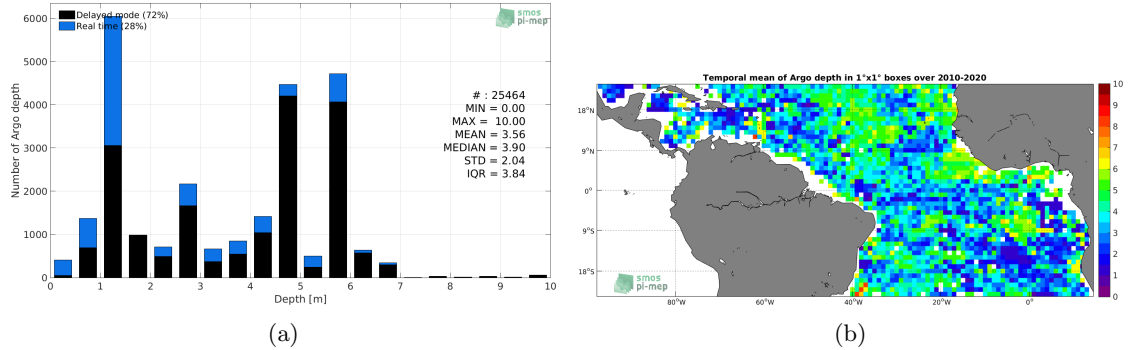 Delayed mode (72%)
Real time (28%)
smos
pi-mep
Number of Argo depth
6000
5000
4000
3000
2000
1000
0
# : 25464
MIN = 0.00
MAX = 10.00
MEAN = 3.56
MEDIAN = 3.90
STD = 2.04
IQR = 3.84
0 1 2 3 4 5 6 7 8 9 10
Depth [m]
(a)
Temporal mean of Argo depth in 1°x1° boxes over 2010-2020
18°N
9°N
0°
9°S
18°S
80°W 60°W 40°W 20°W 0°
smos
pi-mep
10
9
8
7
6
5
4
3
2
1
0
(b)